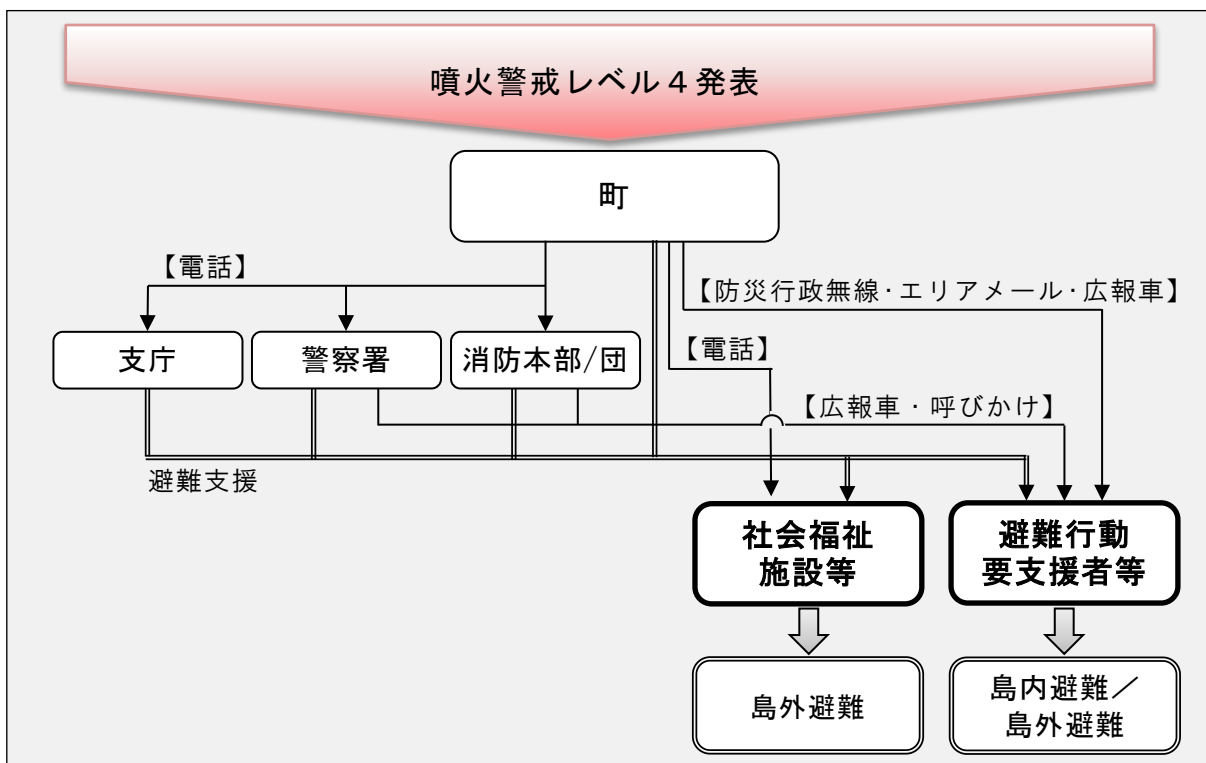 噴火警戒レベル４発表
町
【電話】
【防災行政無線･エリアメール･広報車】
支庁
警察署
消防本部/団
【電話】
【広報車・呼びかけ】
避難支援
社会福祉
施設等
避難行動
要支援者等
島外避難
島内避難／
島外避難